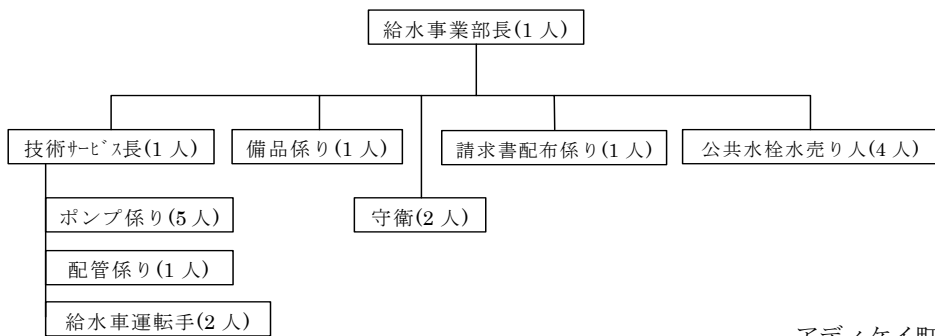 給水事業部長(1 人)
技術ｻｰﾋﾞｽ長(1 人)
備品係り(1 人)
請求書配布係り(1 人)
公共水栓水売り人(4 人)
ポンプ係り(5 人)
守衛(2 人)
配管係り(1 人)
給水車運転手(2 人)